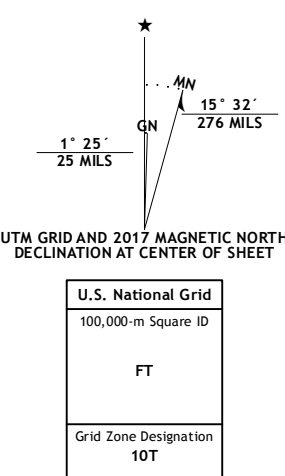 ★
MN
GN
15° 32´
276 MILS
1° 25´
25 MILS
UTM GRID AND 2017 MAGNETIC NORTH
DECLINATION AT CENTER OF SHEET
U.S. National Grid
100,000-m Square ID
FT
Grid Zone Designation
10T